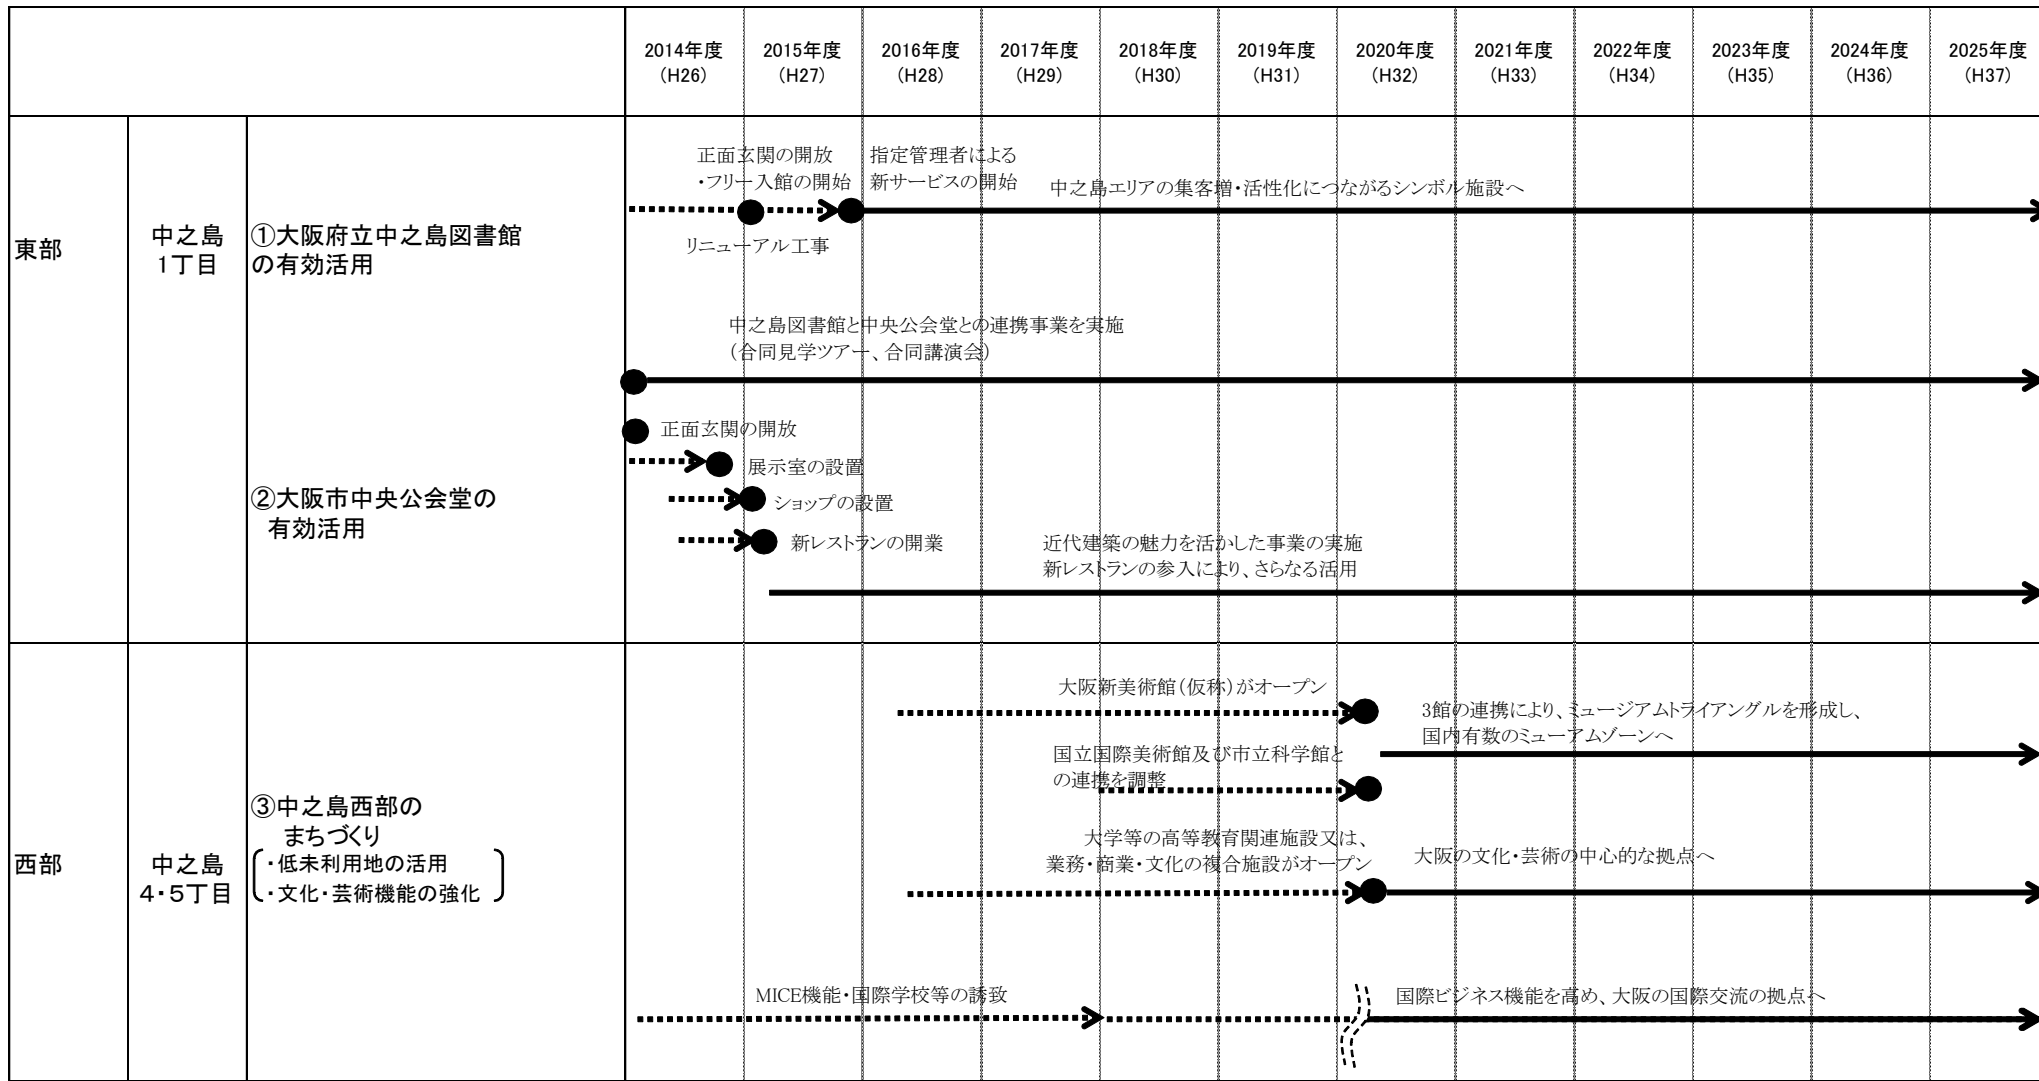 2014年度
(H26)
2015年度
(H27)
2016年度
(H28)
2017年度
(H29)
2018年度
(H30)
2019年度
(H31)
2020年度
(H32)
2021年度
(H33)
2022年度
(H34)
2023年度
(H35)
2024年度
(H36)
2025年度
(H37)
東部
中之島
1丁目
①大阪府立中之島図書館
の有効活用
正面玄関の開放
・フリー入館の開始
指定管理者による
新サービスの開始
中之島エリアの集客増・活性化につながるシンボル施設へ
リニューアル工事
中之島図書館と中央公会堂との連携事業を実施
(合同見学ツアー、合同講演会)
②大阪市中央公会堂の
有効活用
正面玄関の開放
展示室の設置
ショップの設置
新レストランの開業
近代建築の魅力を活かした事業の実施
新レストランの参入により、さらなる活用
西部
中之島
4・5丁目
③中之島西部の
まちづくり
・低未利用地の活用
・文化・芸術機能の強化
大阪新美術館(仮称)がオープン
3館の連携により、ミュージアムトライアングルを形成し、
国内有数のミューアムゾーンへ
国立国際美術館及び市立科学館と
の連携を調整
大学等の高等教育関連施設又は、
業務・商業・文化の複合施設がオープン
大阪の文化・芸術の中心的な拠点へ
MICE機能・国際学校等の誘致
国際ビジネス機能を高め、大阪の国際交流の拠点へ